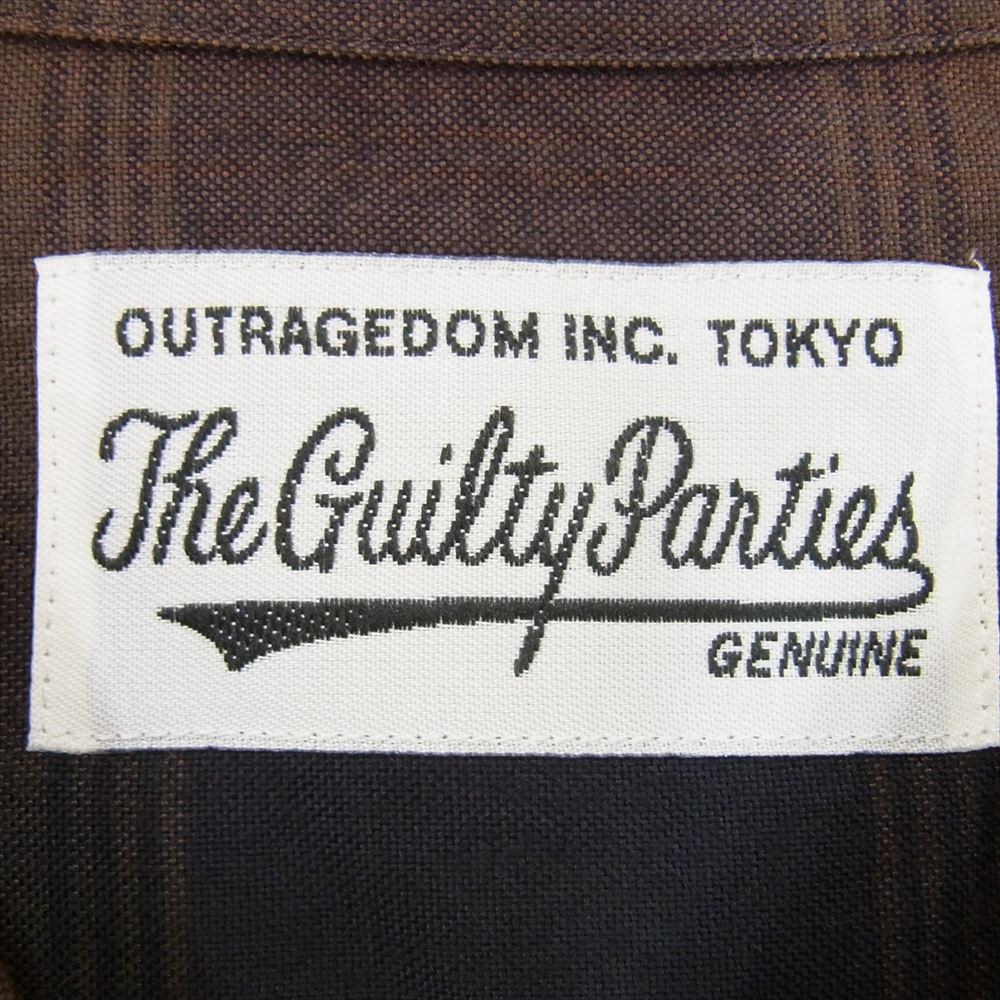 OUTRAGEDOM INC. TOKYO
The Guilty Parties
GENUINE